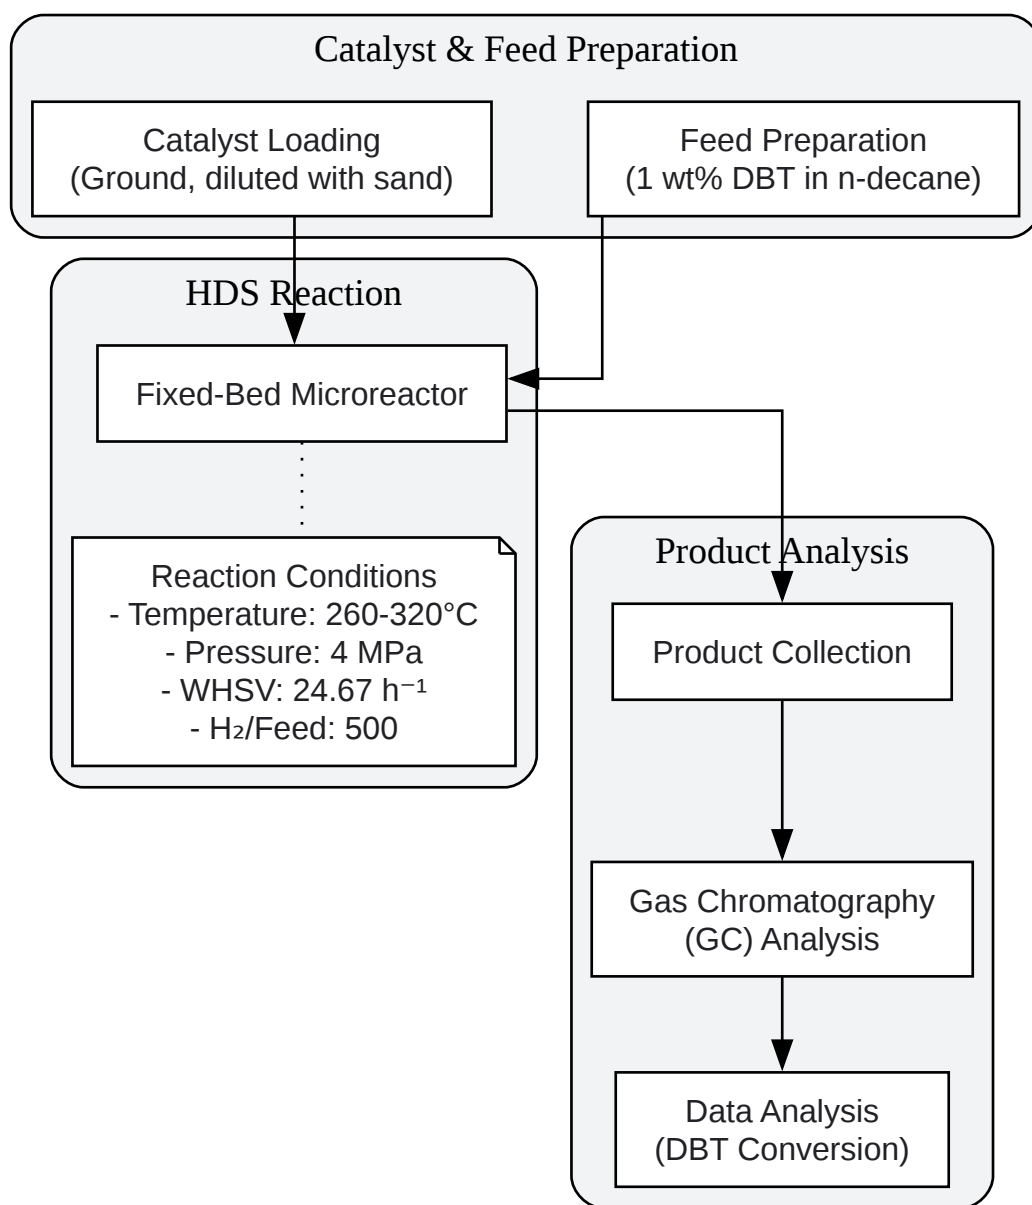 Catalyst & Feed Preparation
Catalyst Loading
(Ground, diluted with sand)
Feed Preparation
(1 wt% DBT in n-decane)
HDS Reaction
Fixed-Bed Microreactor
Reaction Conditions
- Temperature: 260-320°C
- Pressure: 4 MPa
- WHSV: 24.67 h⁻¹
- H₂/Feed: 500
Product Analysis
Product Collection
Gas Chromatography
(GC) Analysis
Data Analysis
(DBT Conversion)